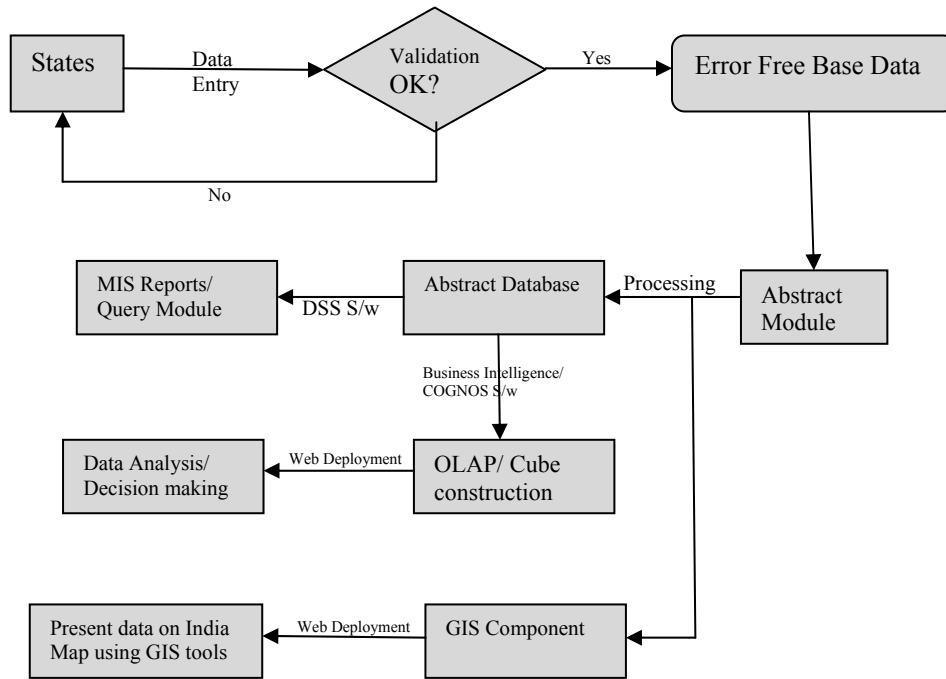 States
Data
Entry
Validation
OK?
Yes
Error Free Base Data
No
MIS Reports/
Query Module
DSS S/w
Abstract Database
Processing
Abstract
Module
Business Intelligence/
COGNOS S/w
Data Analysis/
Decision making
Web Deployment
OLAP/ Cube
construction
Present data on India
Map using GIS tools
Web Deployment
GIS Component